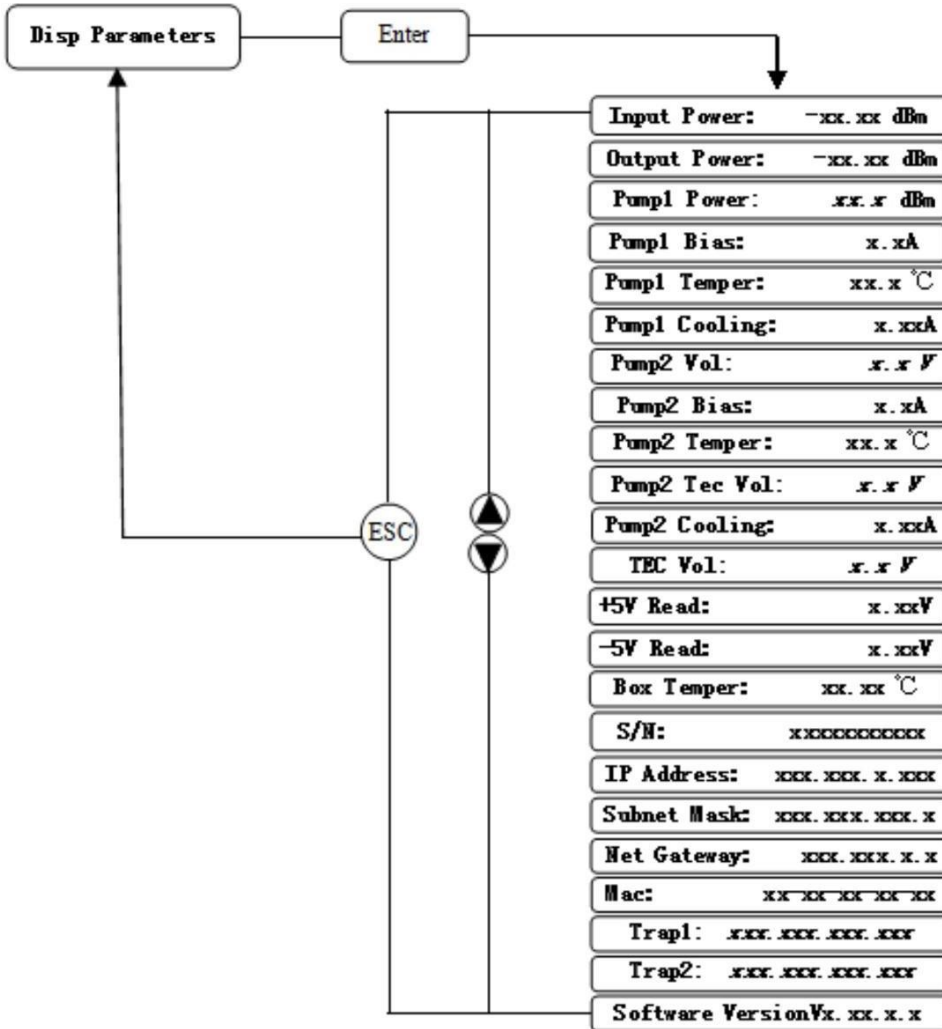 Disp Parameters
Enter
Input Power: -xx.xx dBm
Output Power: -xx.xx dBm
Pump1 Power: xx.x dBm
Pump1 Bias: x.xA
Pump1 Temper: xx.x ℃
Pump1 Cooling: x.xxA
Pump2 Vol: x.x V
Pump2 Bias: x.xA
Pump2 Temper: xx.x ℃
Pump2 Tec Vol: x.x V
ESC
Pump2 Cooling: x.xxA
TEC Vol: x.x V
+5V Read: x.xxV
-5V Read: x.xxV
Box Temper: xx.xx ℃
S/N: xxxxxxxxxxxx
IP Address: xxx.xxx.x.xxx
Subnet Mask: xxx.xxx.xxx.x
Net Gateway: xxx.xxx.x.x
Mac: xx-xx-xx-xx-xx
Trap1: xxx.xxx.xxx.xxx
Trap2: xxx.xxx.xxx.xxx
Software VersionVx.xx.x.x